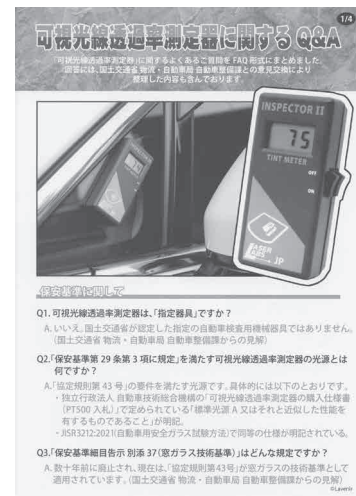 1/4
可視光線透過率測定器に関する Q&A
「可視光線透過率測定器」に関するよくあるご質問を FAQ 形式にまとめました。
回答には、国土交通省 物流・自動車局 自動車整備課との意見交換により
整理した内容も含んでおります。
INSPECTOR II
75
TINT METER
OFF
ON
LASER
LABS
JP
保安基準に関して
Q1. 可視光線透過率測定器は、「指定器具」ですか？
A. いいえ。国土交通省が認定した指定の自動車検査用機械器具ではありません。
（国土交通省 物流・自動車局 自動車整備課からの見解）
Q2.「保安基準第 29 条第 3 項に規定」を満たす可視光線透過率測定器の光源とは
何ですか？
A.「協定規則第 43 号」の要件を満たす光源です。具体的には以下のとおりです。
・独立行政法人 自動車技術総合機構の「可視光線透過率測定器の購入仕様書
（PT500 入札）」で定められている「標準光源 A 又はそれと近似した性能を
有するものであること」が明記。
・JISR3212:2021（自動車用安全ガラス試験方法）で同等の仕様が明記されている。
Q3.「保安基準細目告示 別添 37（窓ガラス技術基準）」はどんな規定ですか？
A. 数十年前に廃止され、現在は、「協定規則第43号」が窓ガラスの技術基準として
適用されています。（国土交通省 物流・自動車局 自動車整備課からの見解）